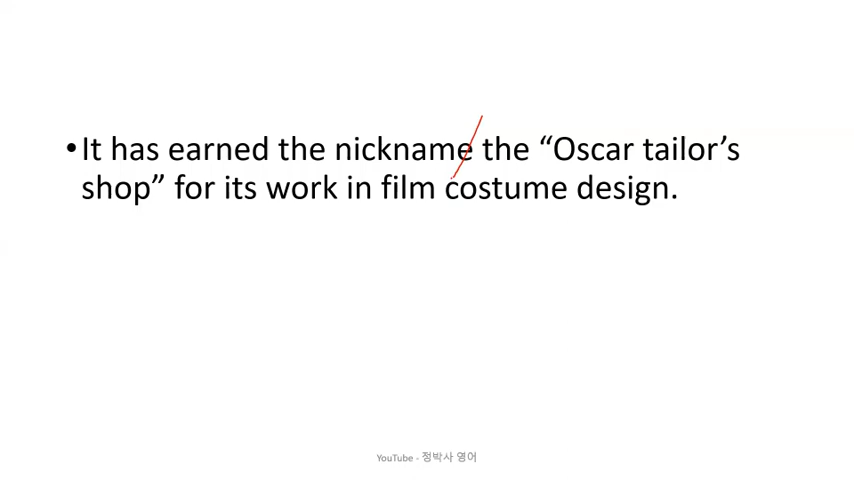 •It has earned the nickname the “Oscar tailor’s
shop” for its work in film costume design.
YouTube - 정박사 영어